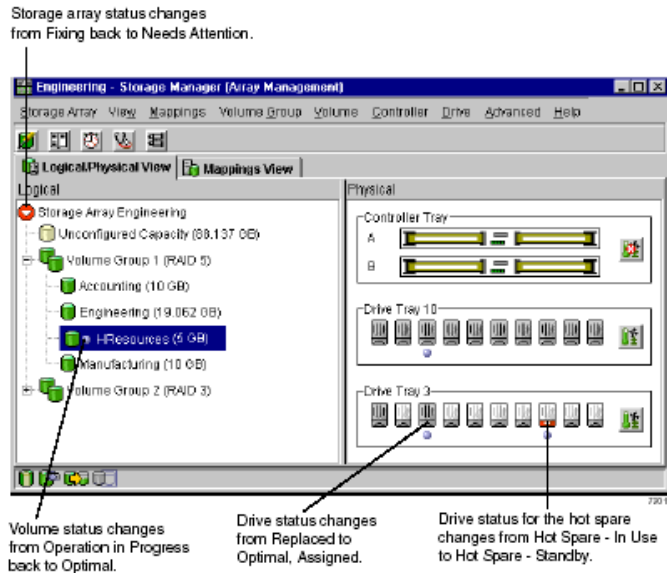 Storage array status changes
from Fixing back to Needs Attention.
Engineering - Storage Manager (Array Management)
Storage Array View Mappings Volume Group Volume Controller Drive Advanced Help
Logical/Physical View Mappings View
Logical
Physical
Storage Array Engineering
Unconfigured Capacity (88.137 GB)
Volume Group 1 (RAID 5)
Accounting (10 GB)
Engineering (19.062 GB)
HResources (5 GB)
Manufacturing (10 GB)
Volume Group 2 (RAID 3)
Controller Tray
A
B
Drive Tray 10
Drive Tray 3
Volume status changes
from Operation in Progress
back to Optimal.
Drive status changes
from Replaced to
Optimal, Assigned.
Drive status for the hot spare
changes from Hot Spare - In Use
to Hot Spare - Standby.